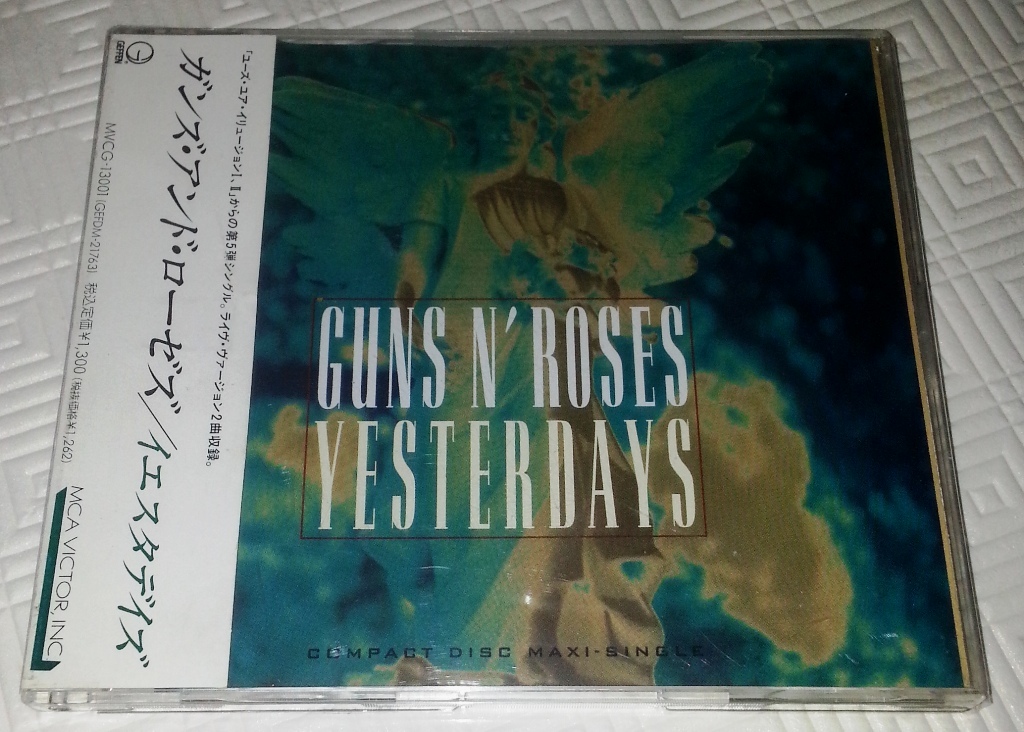 GEFFEN
「ユーズ・ユア・イリュージョンI、II」からの第5弾シングル。ライヴ・ヴァージョン2曲収録。
ガンズ・アンド・ローゼズ/イエスタデイズ
MVCG-13001 (GEFDM-21763) 税込定価¥1,300 (税抜価格¥1,262) MCA VICTOR, INC.
GUNS N' ROSES
YESTERDAYS
COMPACT DISC MAXI-SINGLE